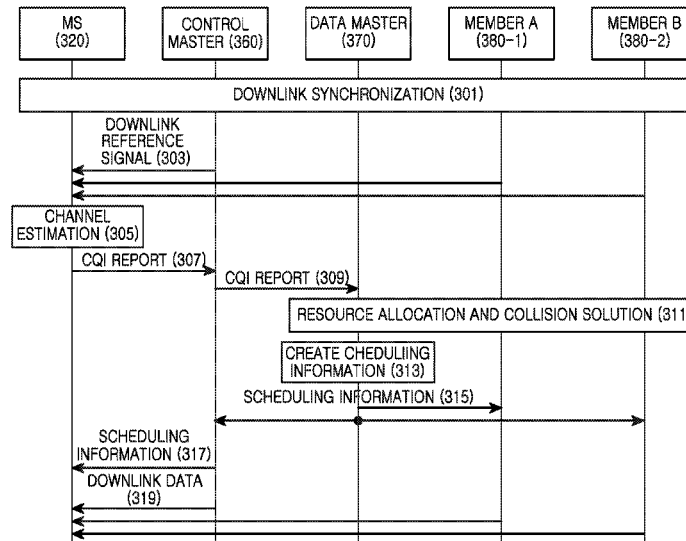 MS
(320)
CONTROL
MASTER (360)
DATA MASTER
(370)
MEMBER A
(380-1)
MEMBER B
(380-2)
DOWNLINK SYNCHRONIZATION (301)
DOWNLINK
REFERENCE
SIGNAL (303)
CHANNEL
ESTIMATION (305)
CQI REPORT (307)
CQI REPORT (309)
RESOURCE ALLOCATION AND COLLISION SOLUTION (311
CREATE CHEDULIING
INFORMATION (313)
SCHEDULING INFORMATION (315)
SCHEDULING
INFORMATION (317)
DOWNLINK DATA
(319)